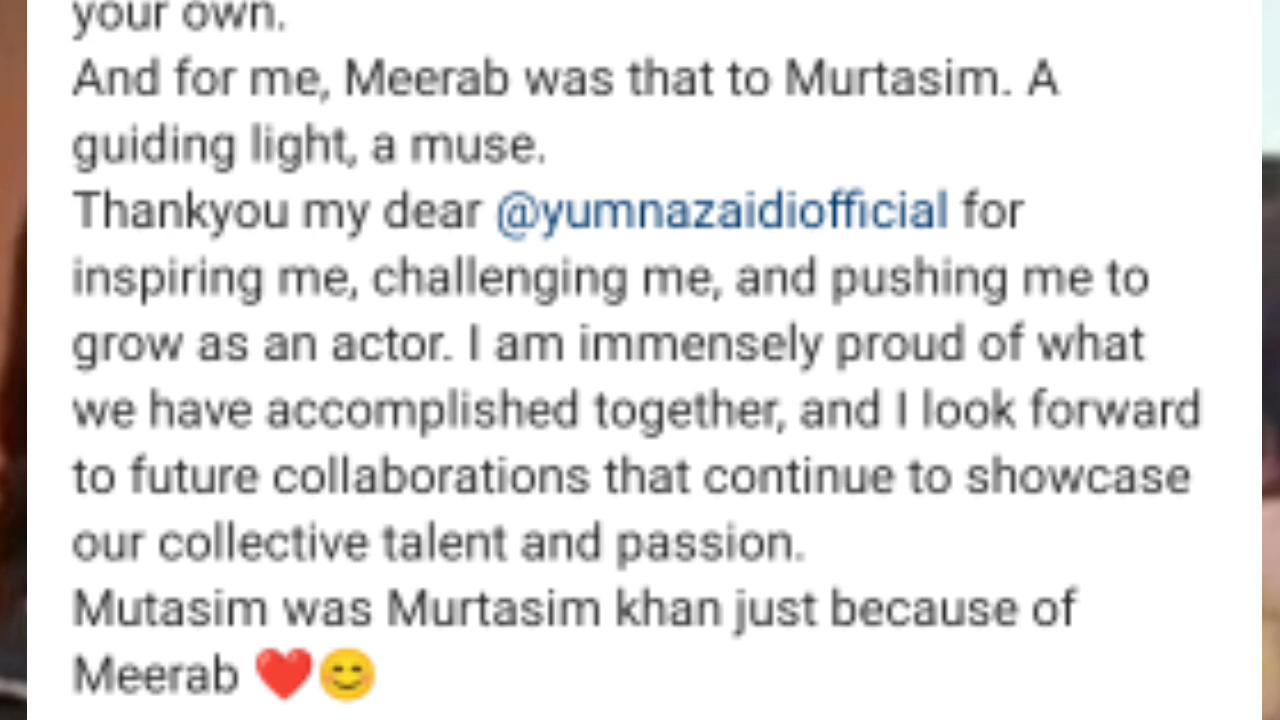 your own.
And for me, Meerab was that to Murtasim. A
guiding light, a muse.
Thankyou my dear @yumnazaidiofficial for
inspiring me, challenging me, and pushing me to
grow as an actor. I am immensely proud of what
we have accomplished together, and I look forward
to future collaborations that continue to showcase
our collective talent and passion.
Mutasim was Murtasim khan just because of
Meerab ❤️😊